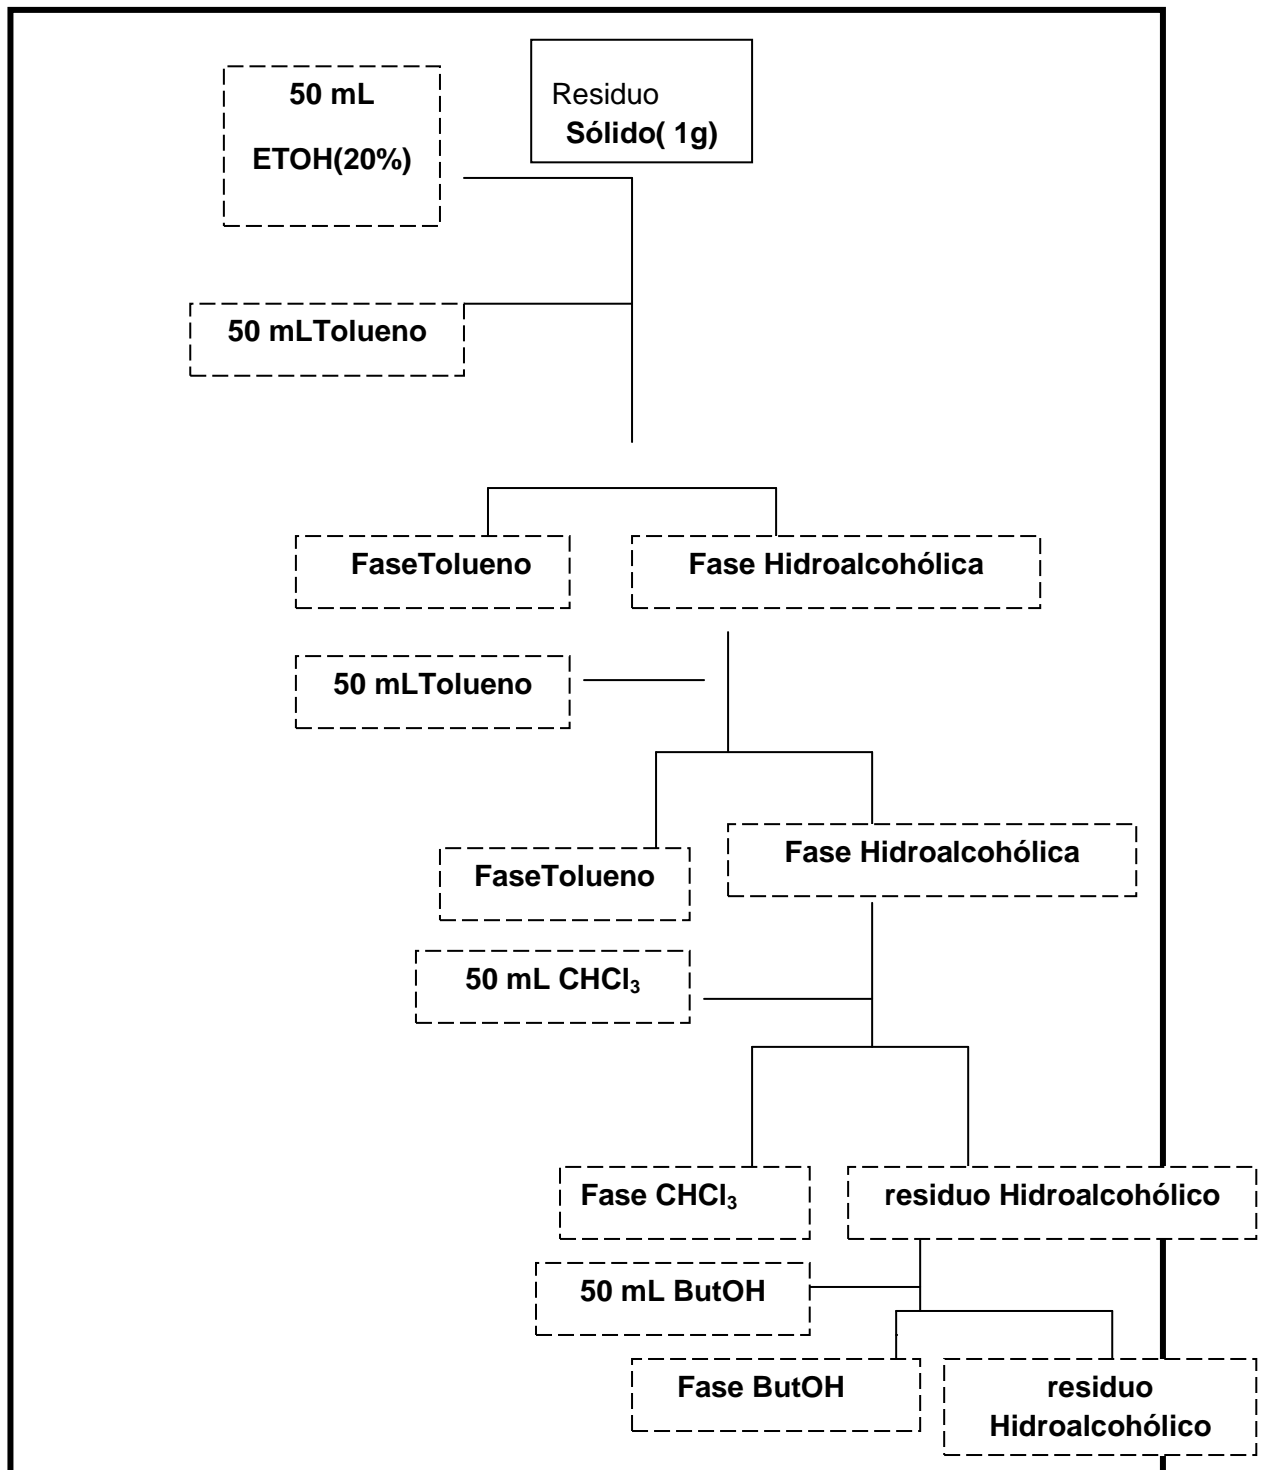 50 mL
ETOH(20%)
Residuo
Sólido( 1g)
50 mLTolueno
FaseTolueno
Fase Hidroalcohólica
50 mLTolueno
Fase Hidroalcohólica
FaseTolueno
50 mL CHCl₃
Fase CHCl₃
residuo Hidroalcohólico
50 mL ButOH
Fase ButOH
residuo
Hidroalcohólico